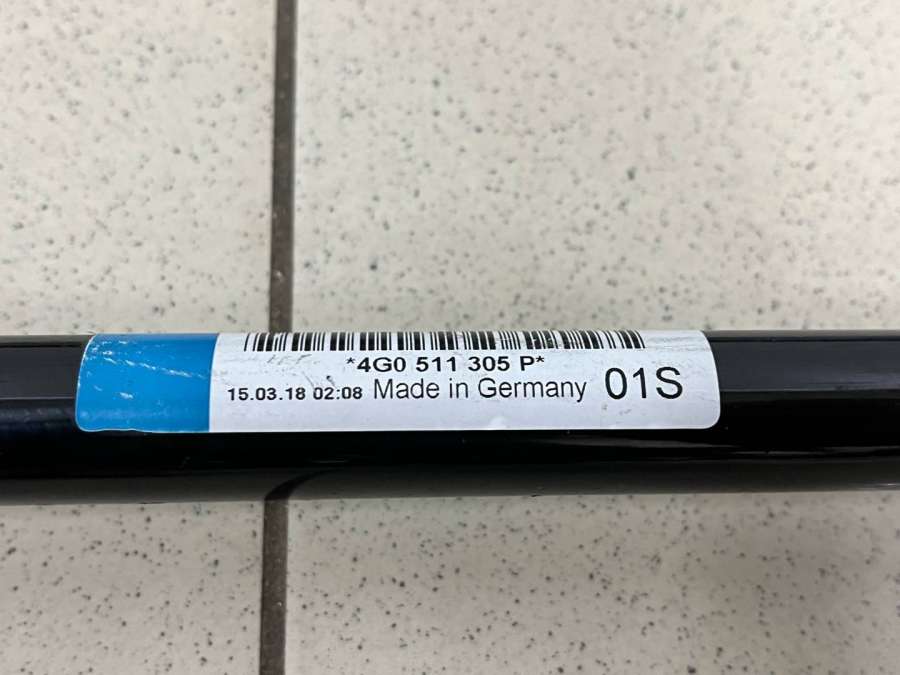 *4G0 511 305 P*
15.03.18 02:08 Made in Germany 01S